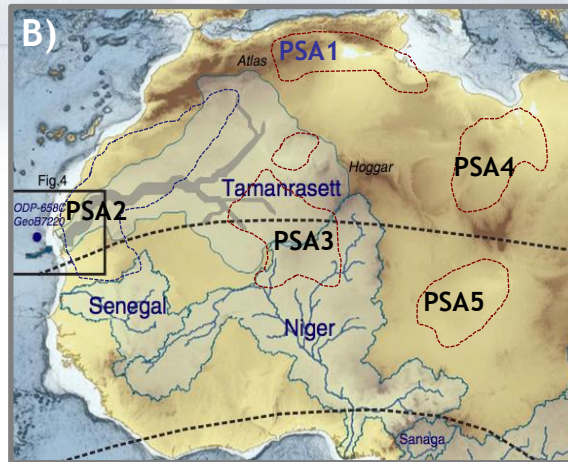 B)
PSA1
Atlas
PSA4
Hoggar
Fig.4
Tamanrasett
ODP-658C
GeoB7220
PSA2
PSA3
PSA5
Senegal
Niger
Sanaga